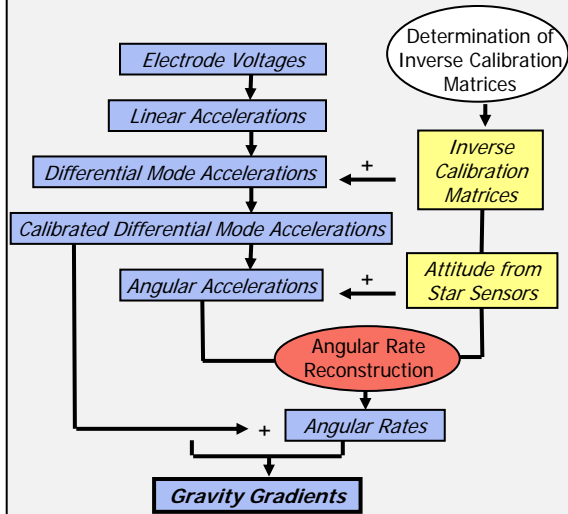 Determination of
Inverse Calibration
Matrices
Electrode Voltages
Linear Accelerations
Differential Mode Accelerations
+
Inverse
Calibration
Matrices
Calibrated Differential Mode Accelerations
Angular Accelerations
+
Attitude from
Star Sensors
Angular Rate
Reconstruction
+
Angular Rates
Gravity Gradients